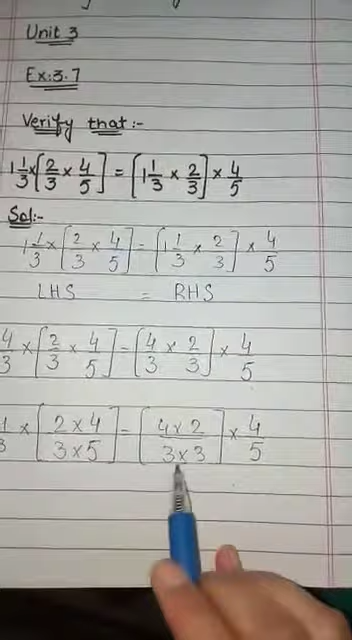 Unit 3
Ex:3.7
Verify that:-
1 1/3 × [2/3 × 4/5] = [1 1/3 × 2/3] × 4/5
Sol:-
1 1/3 × [2/3 × 4/5] = [1 1/3 × 2/3] × 4/5
LHS = RHS
4/3 × [2/3 × 4/5] = [4/3 × 2/3] × 4/5
/3 × [2×4/3×5] = [4×2/3×3] × 4/5